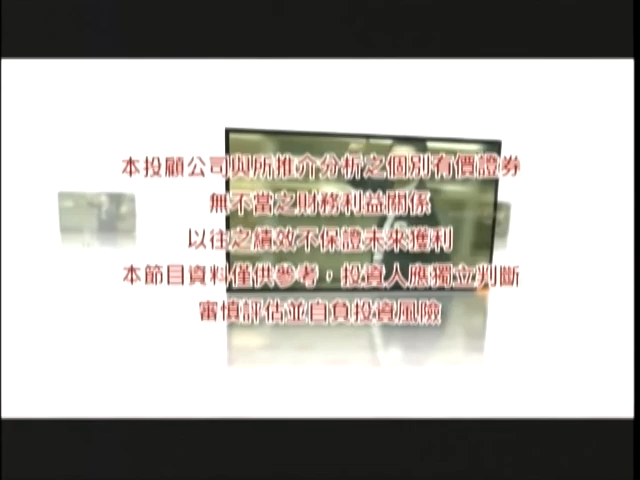 本投顧公司與所推介分析之個別有價證券
無不當之財務利益關係
以往之績效不保證未來獲利
本節目資料僅供參考，投資人應獨立判斷
審慎評估並自負投資風險